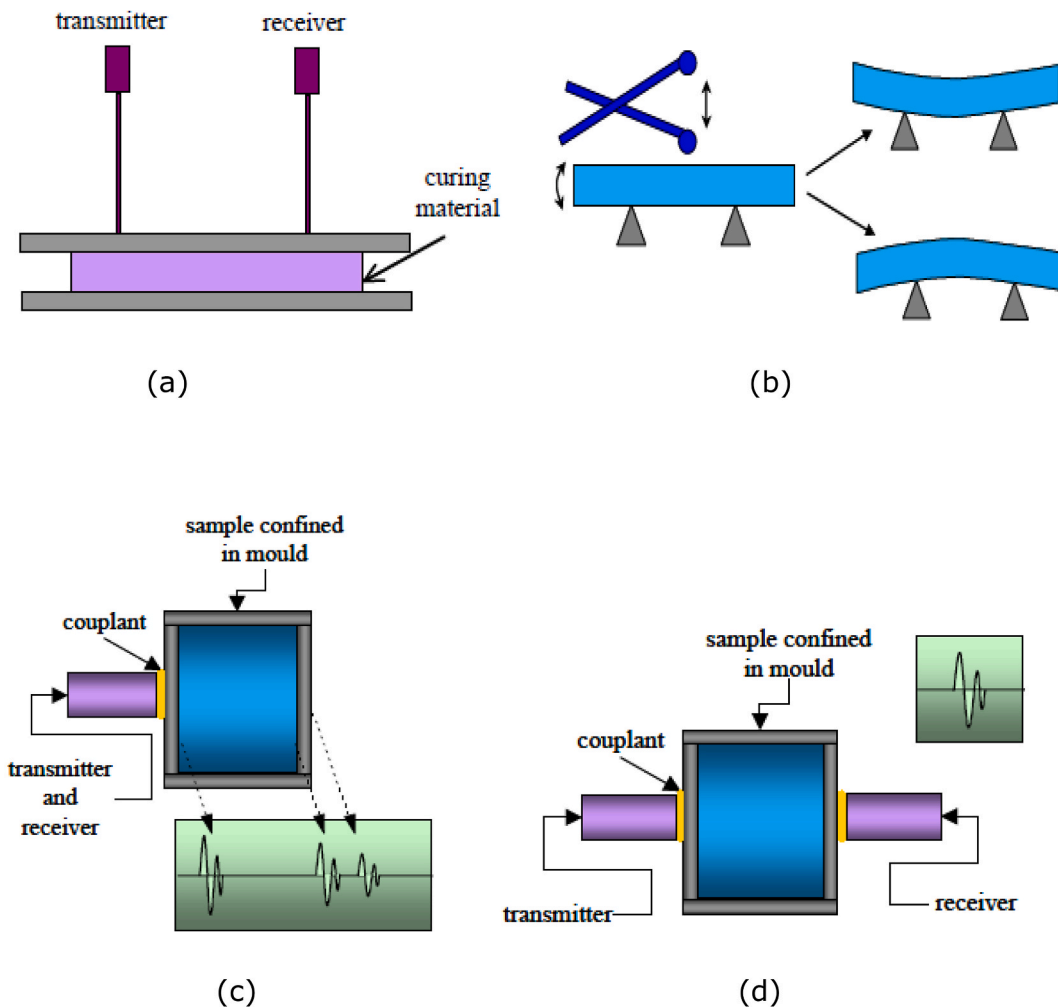 transmitter
receiver
curing
material
(a)
(b)
sample confined
in mould
couplant
transmitter
and
receiver
(c)
sample confined
in mould
couplant
transmitter
receiver
(d)